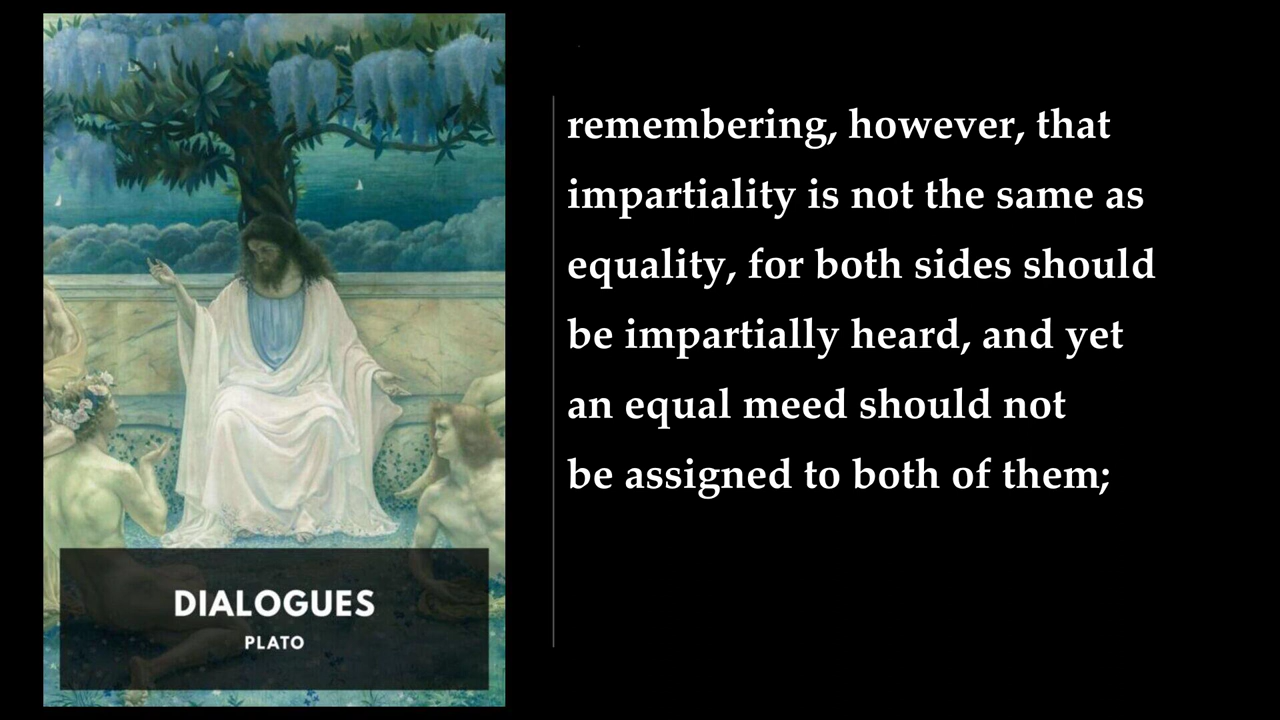 remembering, however, that
impartiality is not the same as
equality, for both sides should
be impartially heard, and yet
an equal meed should not
be assigned to both of them;
DIALOGUES
PLATO